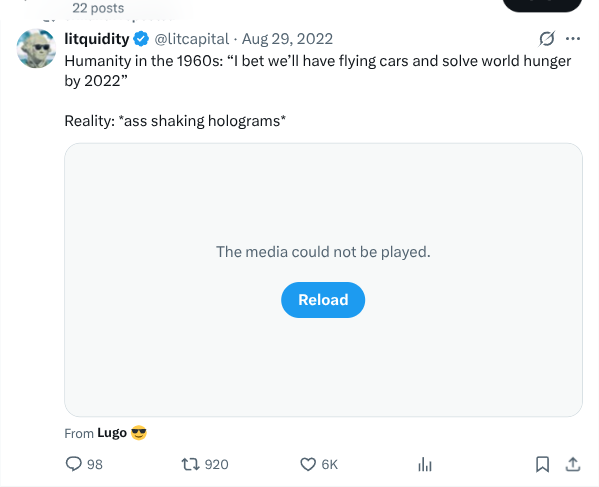 22 posts
litquidity @litcapital · Aug 29, 2022
Humanity in the 1960s: “I bet we’ll have flying cars and solve world hunger
by 2022”
Reality: *ass shaking holograms*
The media could not be played.
Reload
From Lugo 😎
98 920 6K